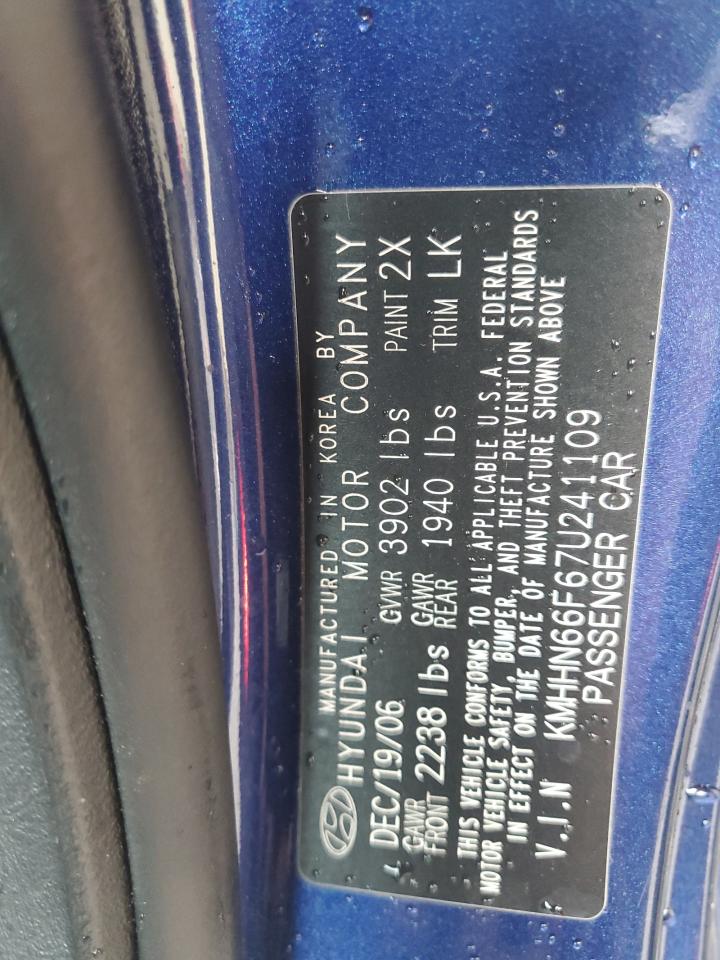 MANUFACTURED IN KOREA BY
HYUNDAI MOTOR COMPANY
DEC/19/06 GVWR 3902 lbs PAINT 2X
GAWR FRONT 2238 lbs GAWR REAR 1940 lbs TRIM LK
THIS VEHICLE CONFORMS TO ALL APPLICABLE U.S.A. FEDERAL
MOTOR VEHICLE SAFETY, BUMPER, AND THEFT PREVENTION STANDARDS
IN EFFECT ON THE DATE OF MANUFACTURE SHOWN ABOVE
V.I.N KMHHN66F67U241109
PASSENGER CAR